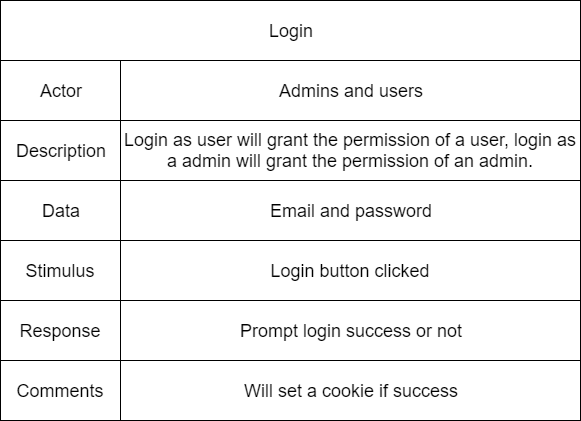 Login
Actor
Admins and users
Description
Login as user will grant the permission of a user, login as
a admin will grant the permission of an admin.
Data
Email and password
Stimulus
Login button clicked
Response
Prompt login success or not
Comments
Will set a cookie if success